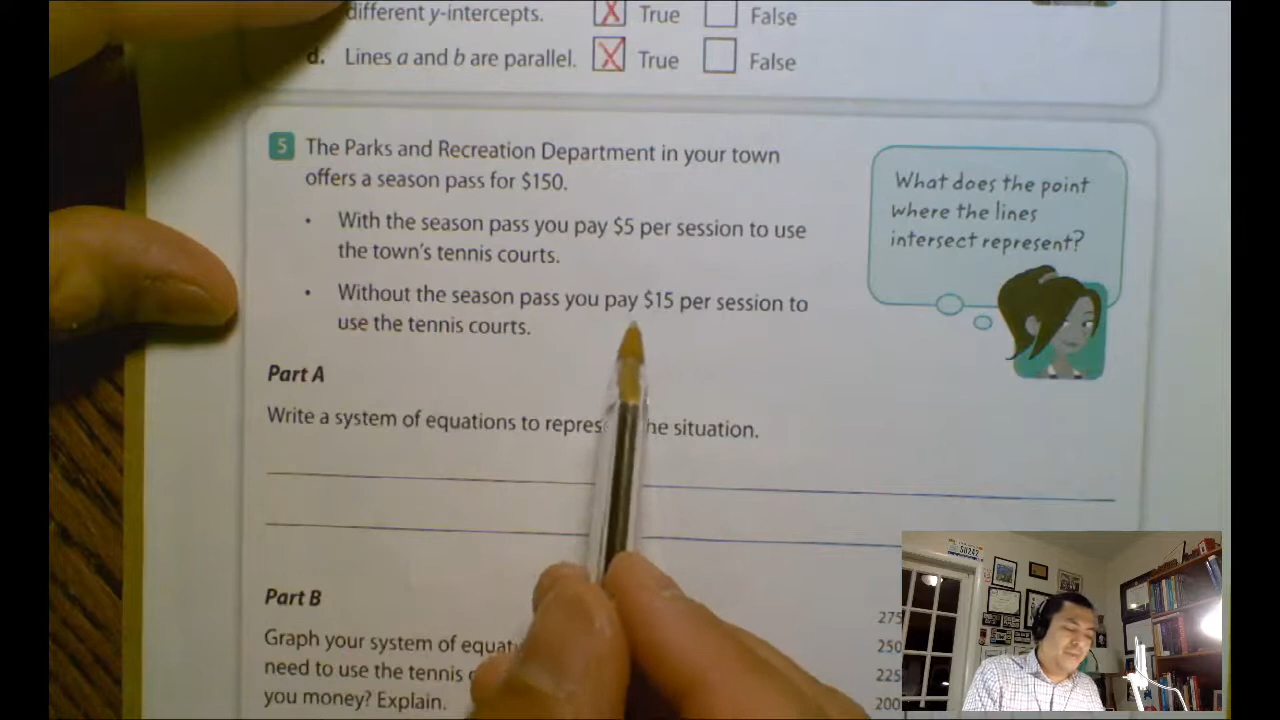 different y-intercepts. True False
d. Lines a and b are parallel. True False
5 The Parks and Recreation Department in your town
offers a season pass for $150.
• With the season pass you pay $5 per session to use
the town's tennis courts.
• Without the season pass you pay $15 per session to
use the tennis courts.
What does the point
where the lines
intersect represent?
Part A
Write a system of equations to he situation.
Part B
Graph your system of
need to use the tennis
you money? Explain.
275
250
225
200